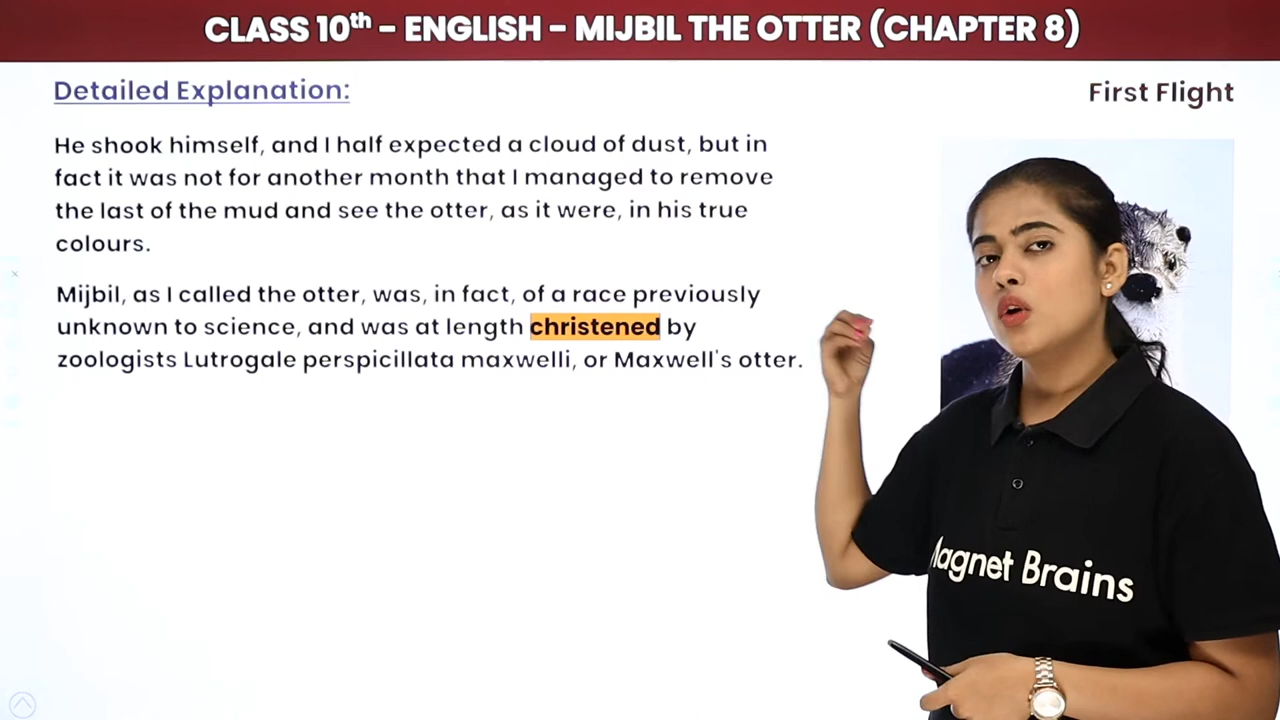 CLASS 10th - ENGLISH - MIJBIL THE OTTER (CHAPTER 8)
Detailed Explanation:
First Flight
He shook himself, and I half expected a cloud of dust, but in
fact it was not for another month that I managed to remove
the last of the mud and see the otter, as it were, in his true
colours.
Mijbil, as I called the otter, was, in fact, of a race previously
unknown to science, and was at length christened by
zoologists Lutrogale perspicillata maxwelli, or Maxwell's otter.
Magnet Brains